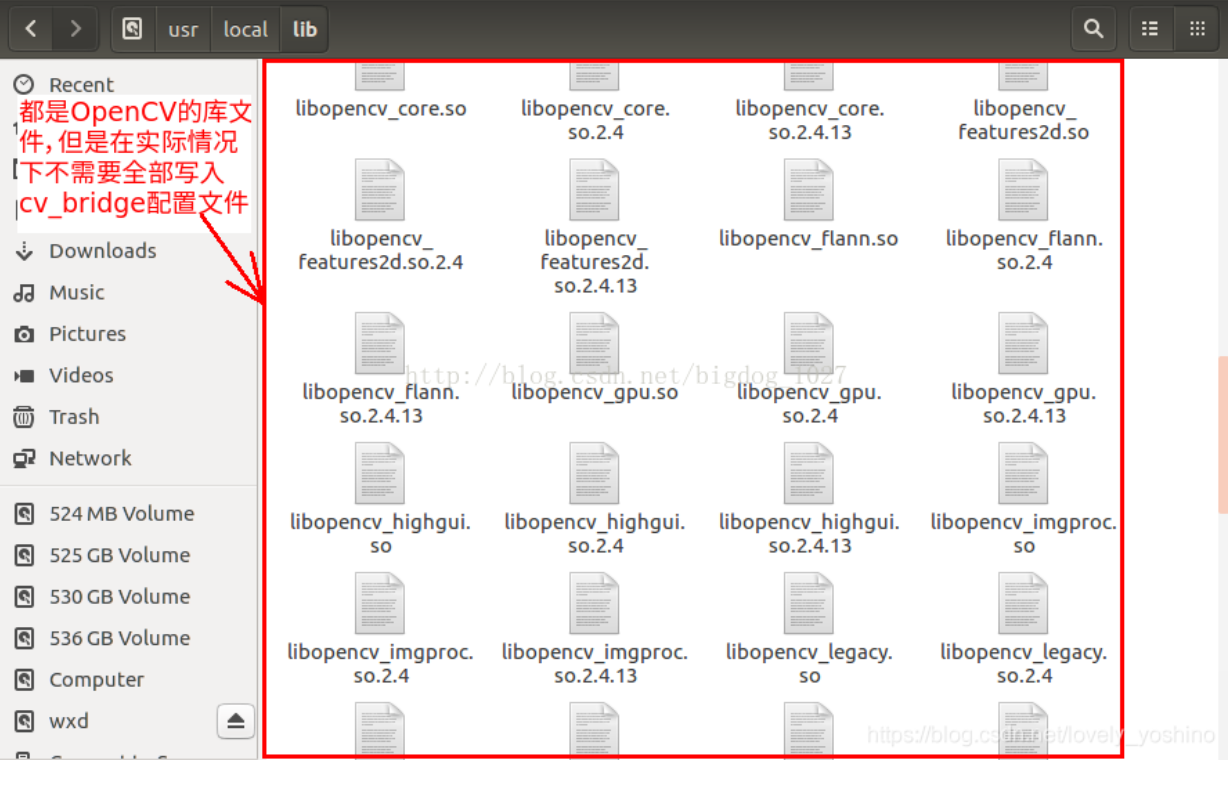 usr local lib
Recent
都是OpenCV的库文
件,但是在实际情况
下不需要全部写入
cv_bridge配置文件
Downloads
Music
Pictures
Videos
Trash
Network
524 MB Volume
525 GB Volume
530 GB Volume
536 GB Volume
Computer
wxd
libopencv_core.so
libopencv_core.
so.2.4
libopencv_core.
so.2.4.13
libopencv_
features2d.so
libopencv_
features2d.so.2.4
libopencv_
features2d.
so.2.4.13
libopencv_flann.so
libopencv_flann.
so.2.4
http://blog.csdn.net/bigdog_1027
libopencv_flann.
so.2.4.13
libopencv_gpu.so
libopencv_gpu.
so.2.4
libopencv_gpu.
so.2.4.13
libopencv_highgui.
so
libopencv_highgui.
so.2.4
libopencv_highgui.
so.2.4.13
libopencv_imgproc.
so
libopencv_imgproc.
so.2.4
libopencv_imgproc.
so.2.4.13
libopencv_legacy.
so
libopencv_legacy.
so.2.4
https://blog.csdn.net/lovely_yoshino